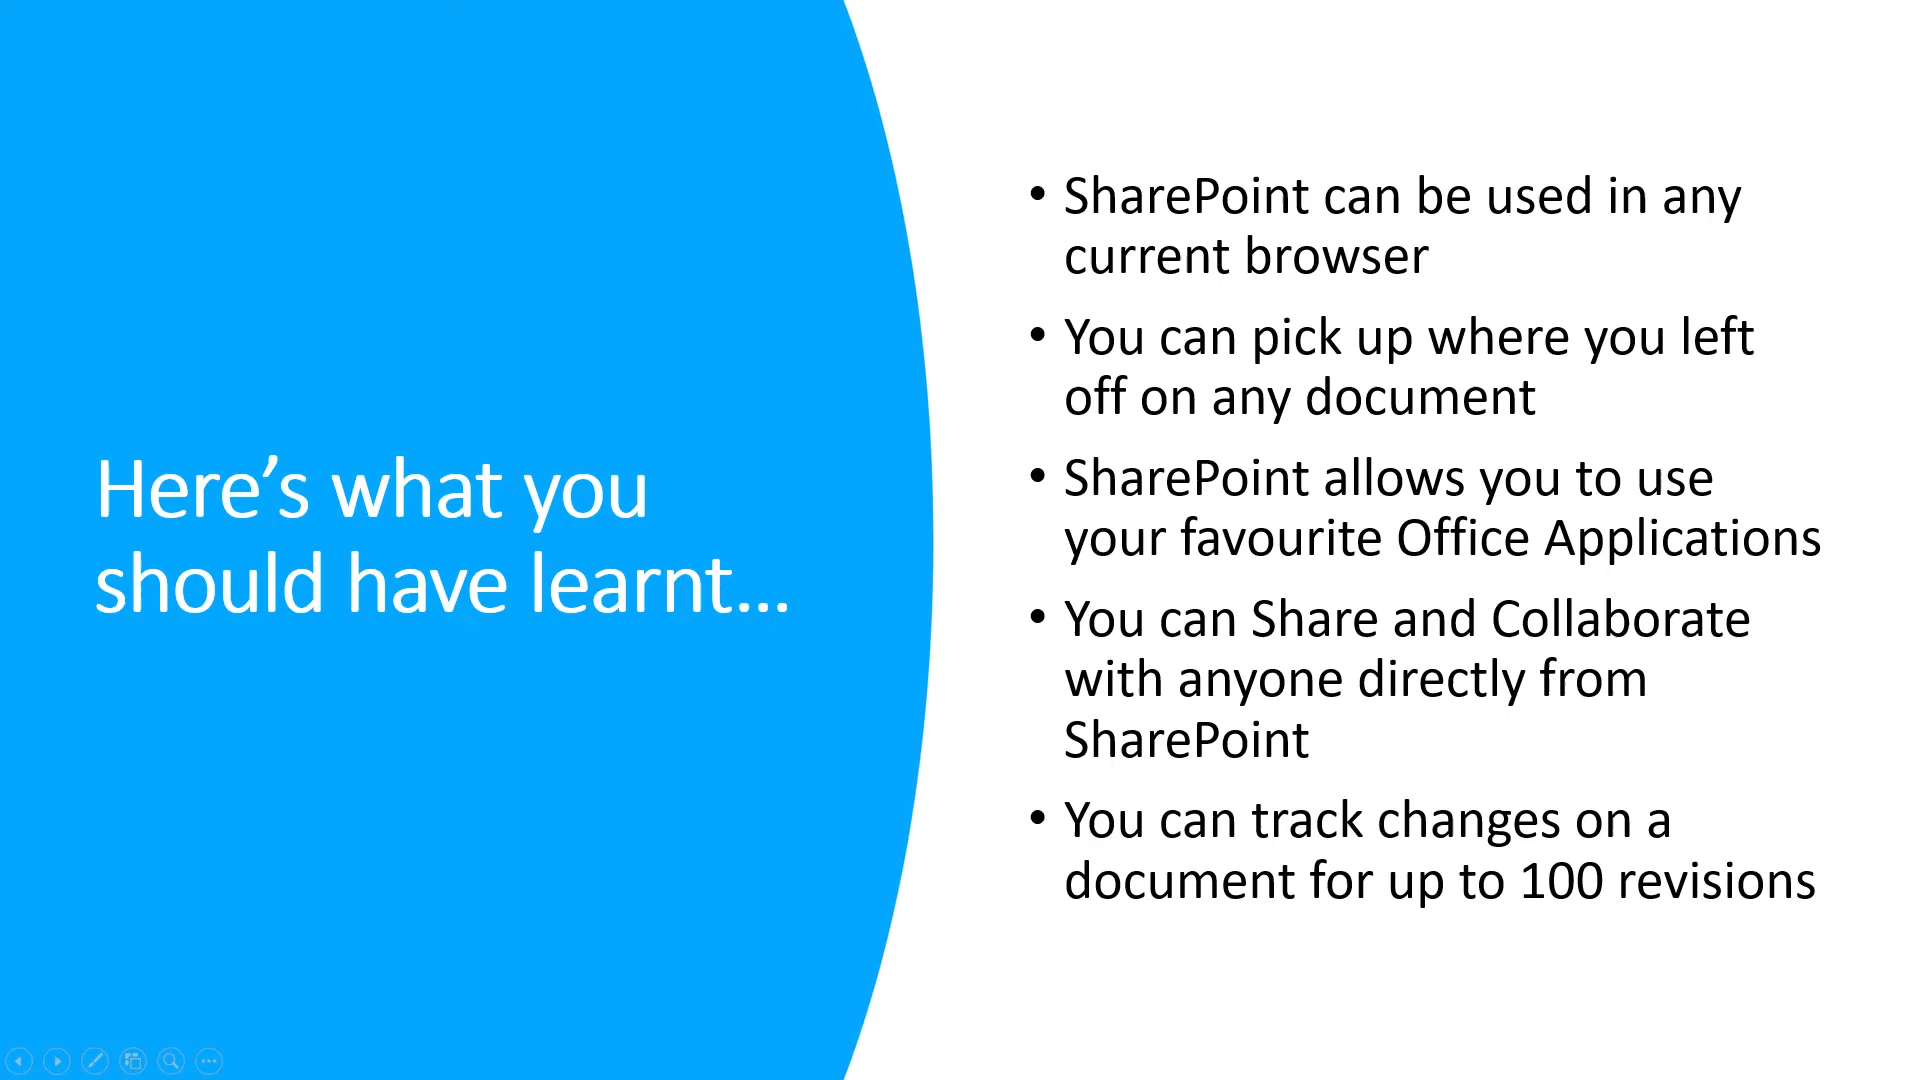 Here’s what you
should have learnt...
• SharePoint can be used in any
current browser
• You can pick up where you left
off on any document
• SharePoint allows you to use
your favourite Office Applications
• You can Share and Collaborate
with anyone directly from
SharePoint
• You can track changes on a
document for up to 100 revisions